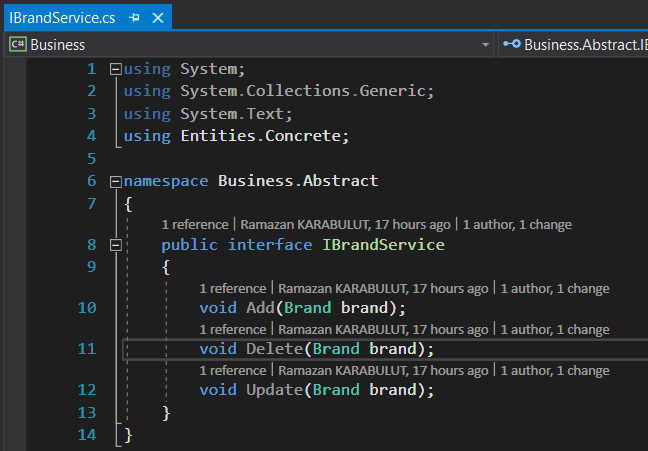 IBrandService.cs
C# Business
Business.Abstract.IB
1 using System;
2 using System.Collections.Generic;
3 using System.Text;
4 using Entities.Concrete;
5
6 namespace Business.Abstract
7 {
1 reference | Ramazan KARABULUT, 17 hours ago | 1 author, 1 change
8 public interface IBrandService
9 {
1 reference | Ramazan KARABULUT, 17 hours ago | 1 author, 1 change
10 void Add(Brand brand);
1 reference | Ramazan KARABULUT, 17 hours ago | 1 author, 1 change
11 void Delete(Brand brand);
1 reference | Ramazan KARABULUT, 17 hours ago | 1 author, 1 change
12 void Update(Brand brand);
13 }
14 }